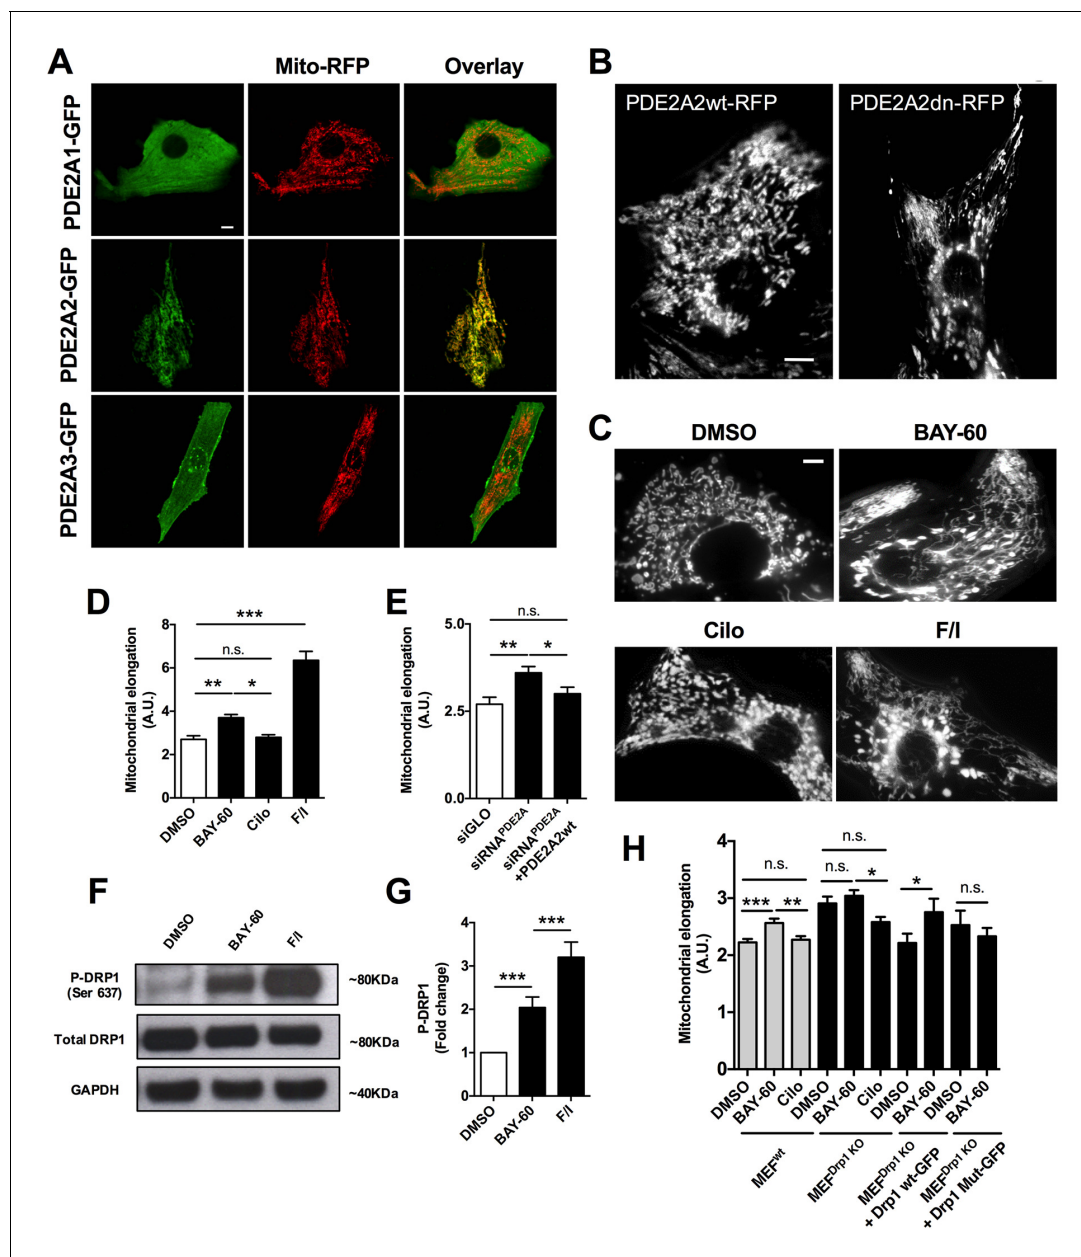 A
Mito-RFP
Overlay
PDE2A1-GFP
PDE2A2-GFP
PDE2A3-GFP
B
PDE2A2wt-RFP
PDE2A2dn-RFP
C
DMSO
BAY-60
Cilo
F/I
D
Mitochondrial elongation
(A.U.)
8
6
4
2
0
***
n.s.
**
*
DMSO
BAY-60
Cilo
F/I
E
Mitochondrial elongation
(A.U.)
5.0
2.5
0.0
n.s.
**
*
siGLO
siRNAPDE2A
siRNAPDE2A
+PDE2A2wt
F
DMSO
BAY-60
F/I
P-DRP1
(Ser 637)
~80KDa
Total DRP1
~80KDa
GAPDH
~40KDa
G
P-DRP1
(Fold change)
4
3
2
1
0
***
***
DMSO
BAY-60
F/I
H
Mitochondrial elongation
(A.U.)
4
3
2
1
0
n.s.
***
**
n.s.
n.s.
*
*
n.s.
DMSO
BAY-60
Cilo
DMSO
BAY-60
Cilo
DMSO
BAY-60
DMSO
BAY-60
MEFwt
MEFDrp1 KO
MEFDrp1 KO
+ Drp1 wt-GFP
MEFDrp1 KO
+ Drp1 Mut-GFP